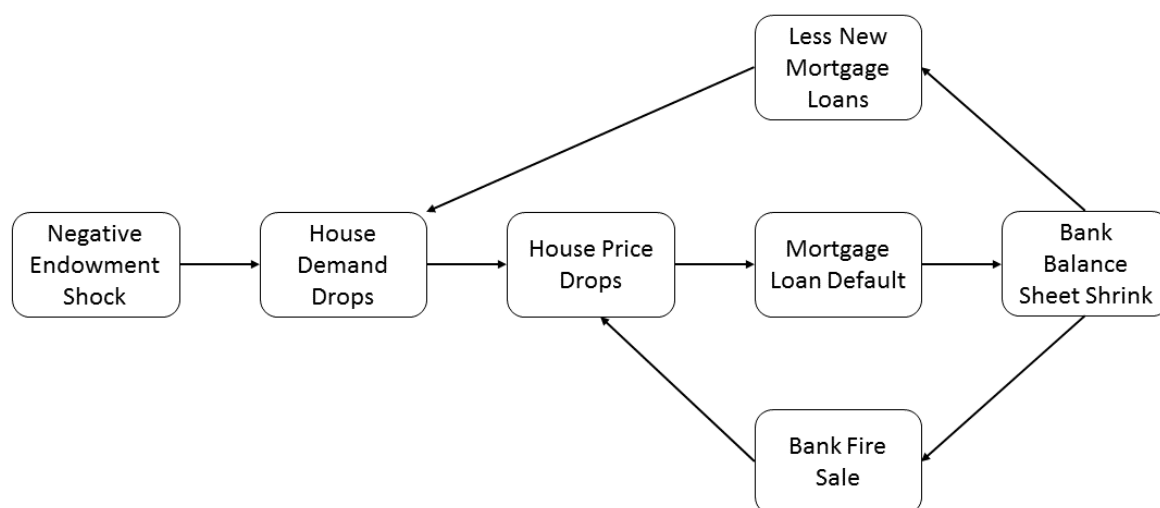 Less New
Mortgage
Loans
Negative
Endowment
Shock
House
Demand
Drops
House Price
Drops
Mortgage
Loan Default
Bank
Balance
Sheet Shrink
Bank Fire
Sale